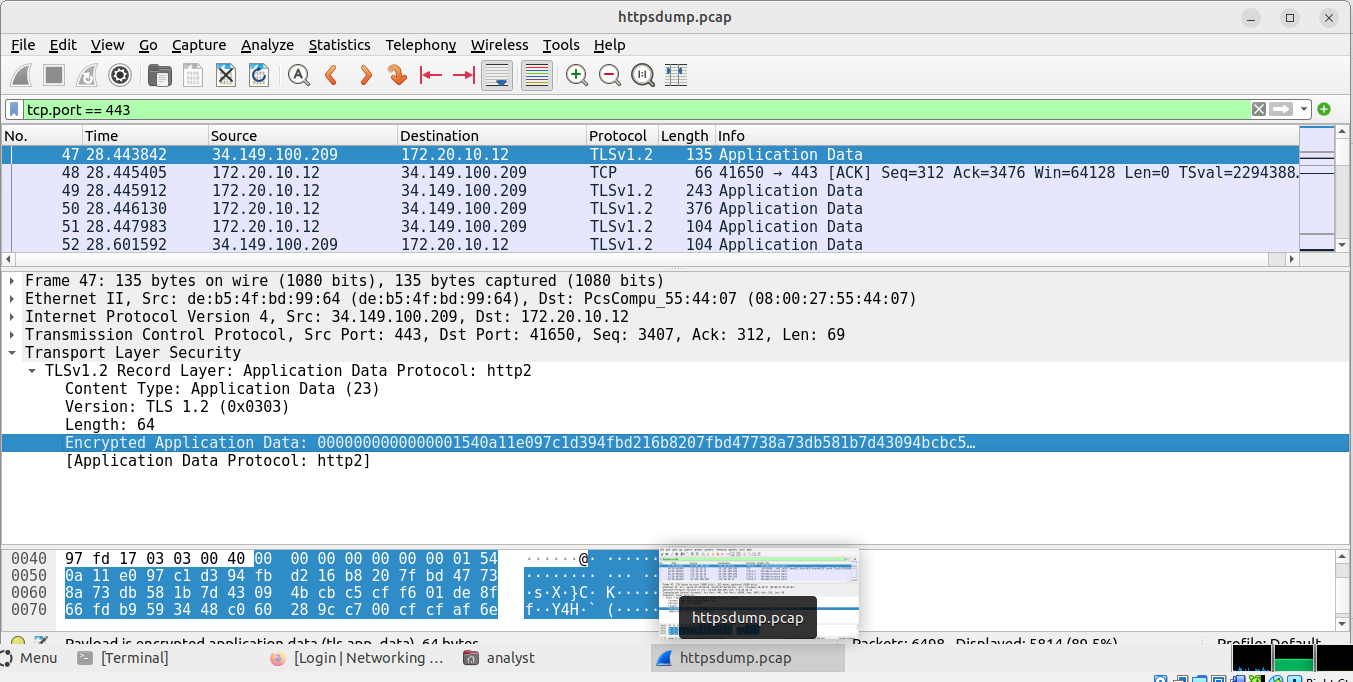 httpsdump.pcap
File Edit View Go Capture Analyze Statistics Telephony Wireless Tools Help
tcp.port == 443
No. Time Source Destination Protocol Length Info
47 28.443842 34.149.100.209 172.20.10.12 TLSv1.2 135 Application Data
48 28.445405 172.20.10.12 34.149.100.209 TCP 66 41650 → 443 [ACK] Seq=312 Ack=3476 Win=64128 Len=0 TSval=2294388…
49 28.445912 172.20.10.12 34.149.100.209 TLSv1.2 243 Application Data
50 28.446130 172.20.10.12 34.149.100.209 TLSv1.2 376 Application Data
51 28.447983 172.20.10.12 34.149.100.209 TLSv1.2 104 Application Data
52 28.601592 34.149.100.209 172.20.10.12 TLSv1.2 104 Application Data
Frame 47: 135 bytes on wire (1080 bits), 135 bytes captured (1080 bits)
Ethernet II, Src: de:b5:4f:bd:99:64 (de:b5:4f:bd:99:64), Dst: PcsCompu_55:44:07 (08:00:27:55:44:07)
Internet Protocol Version 4, Src: 34.149.100.209, Dst: 172.20.10.12
Transmission Control Protocol, Src Port: 443, Dst Port: 41650, Seq: 3407, Ack: 312, Len: 69
Transport Layer Security
TLSv1.2 Record Layer: Application Data Protocol: http2
Content Type: Application Data (23)
Version: TLS 1.2 (0x0303)
Length: 64
Encrypted Application Data: 0000000000000001540a11e097c1d394fbd216b8207fbd47738a73db581b7d43094bcbc5…
[Application Data Protocol: http2]
0040 97 fd 17 03 03 00 40 00 00 00 00 00 00 00 01 54 ······@· ·······
0050 0a 11 e0 97 c1 d3 94 fb d2 16 b8 20 7f bd 47 73 ········ ··· ··
0060 8a 73 db 58 1b 7d 43 09 4b cb c5 cf f6 01 de 8f ·s·X·}C· K·····
0070 66 fd b9 59 34 48 c0 60 28 9c c7 00 cf cf af 6e f··Y4H·` (·····
httpsdump.pcap
Payload is encrypted application data (tls.app_data), 64 bytes
Packets: 6498 · Displayed: 5814 (89.5%)
Profile: Default
Menu [Terminal] [Login | Networking ... analyst httpsdump.pcap